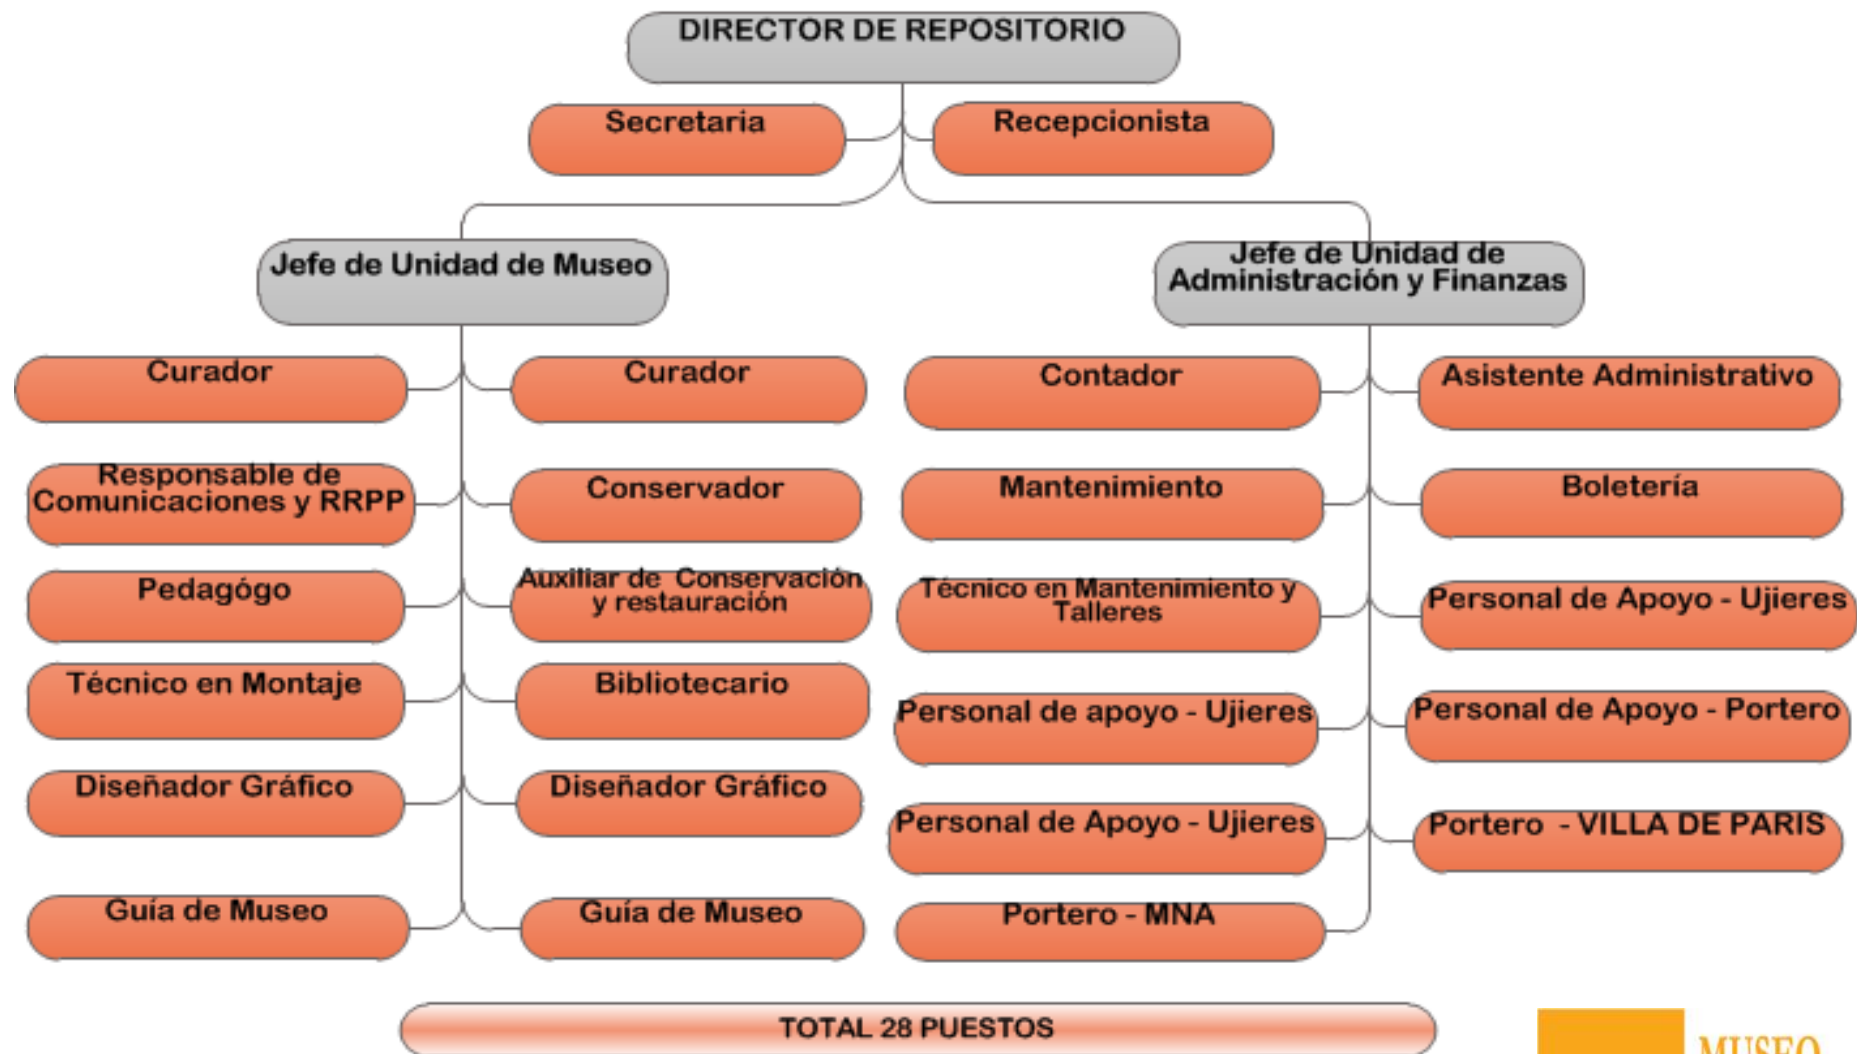 DIRECTOR DE REPOSITORIO
Secretaria
Recepcionista
Jefe de Unidad de Museo
Jefe de Unidad de
Administración y Finanzas
Curador
Curador
Contador
Asistente Administrativo
Responsable de
Comunicaciones y RRPP
Conservador
Mantenimiento
Boletería
Pedagógo
Auxiliar de Conservación
y restauración
Técnico en Mantenimiento y
Talleres
Personal de Apoyo - Ujieres
Técnico en Montaje
Bibliotecario
Personal de apoyo - Ujieres
Personal de Apoyo - Portero
Diseñador Gráfico
Diseñador Gráfico
Personal de Apoyo - Ujieres
Portero - VILLA DE PARIS
Guía de Museo
Guía de Museo
Portero - MNA
TOTAL 28 PUESTOS
MUSEO